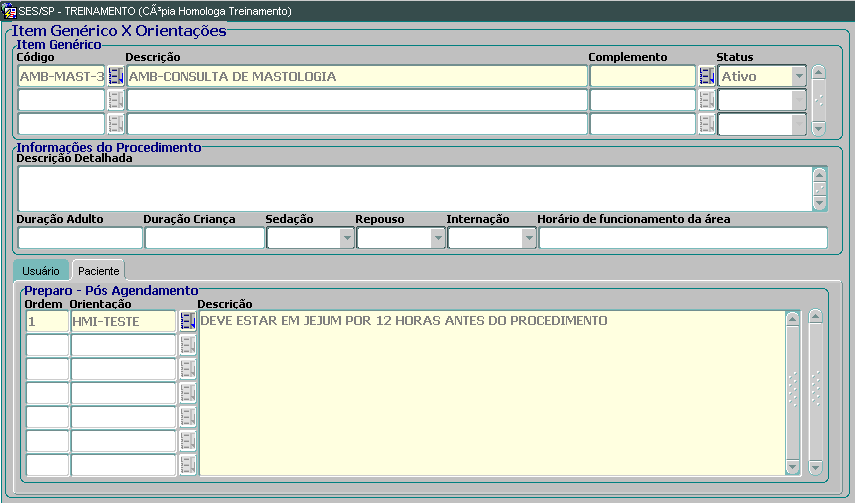 SES/SP - TREINAMENTO (CÃ³pia Homologa Treinamento)
Item Genérico X Orientações
Item Genérico
Código Descrição Complemento Status
AMB-MAST-3 AMB-CONSULTA DE MASTOLOGIA Ativo
Informações do Procedimento
Descrição Detalhada
Duração Adulto Duração Criança Sedação Repouso Internação Horário de funcionamento da área
Usuário Paciente
Preparo - Pós Agendamento
Ordem Orientação Descrição
1 HMI-TESTE DEVE ESTAR EM JEJUM POR 12 HORAS ANTES DO PROCEDIMENTO